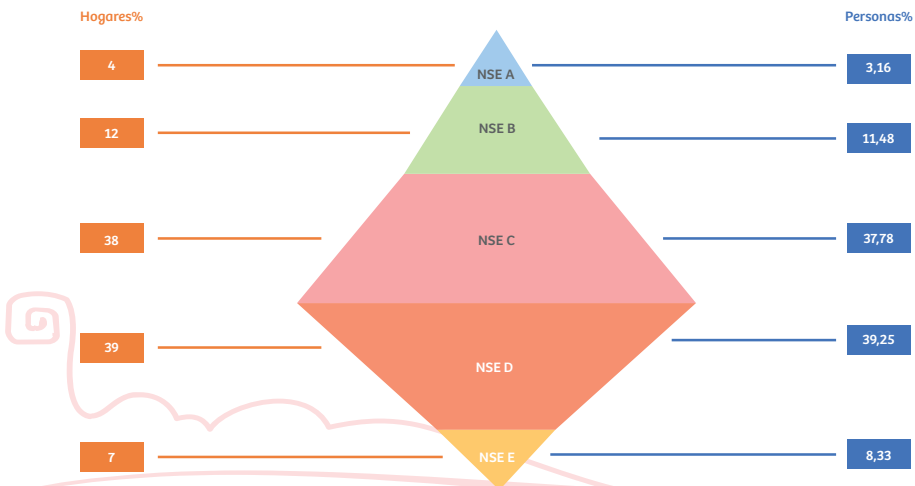 Hogares% Personas%
4 NSE A 3,16
12 NSE B 11,48
38 NSE C 37,78
39 NSE D 39,25
7 NSE E 8,33